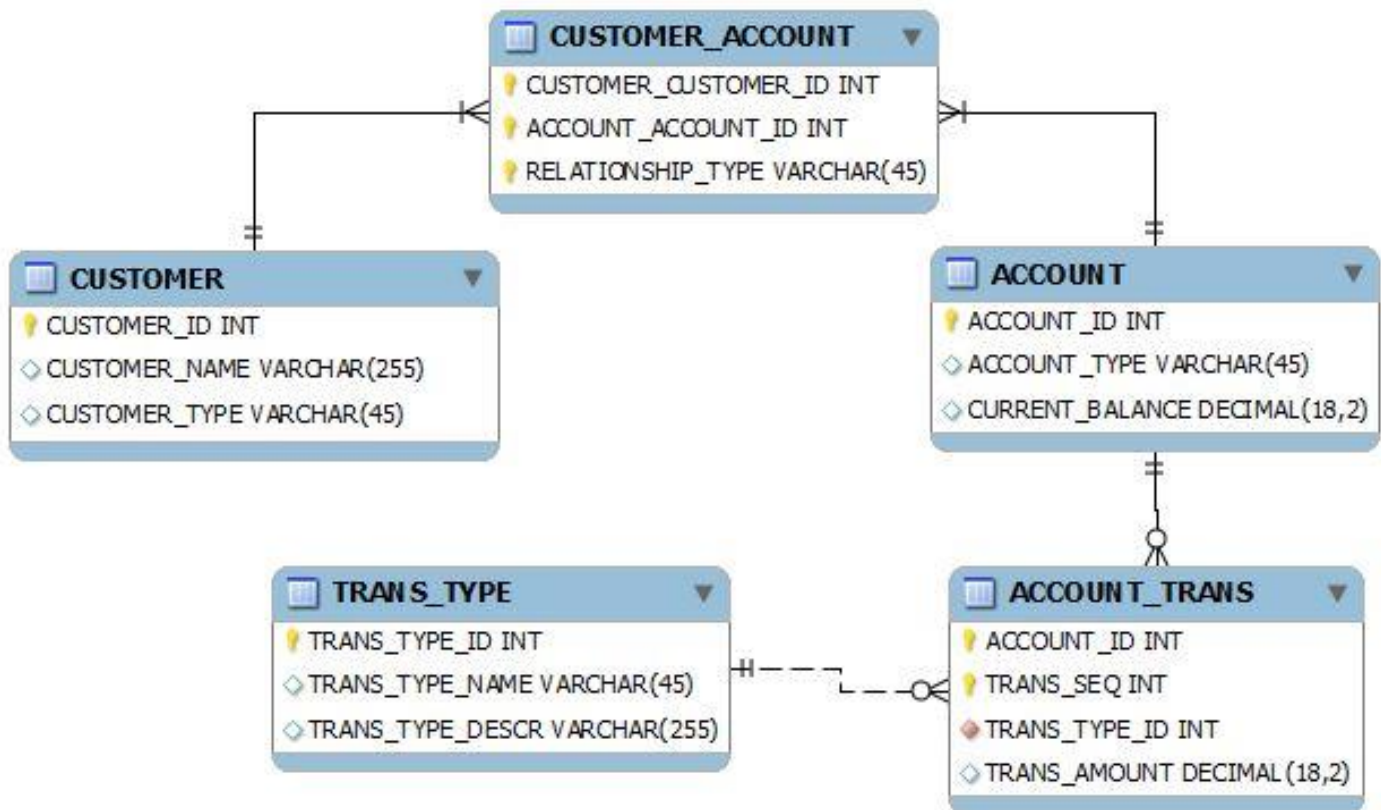 CUSTOMER_ACCOUNT
CUSTOMER_CUSTOMER_ID INT
ACCOUNT_ACCOUNT_ID INT
RELATIONSHIP_TYPE VARCHAR(45)
CUSTOMER
CUSTOMER_ID INT
CUSTOMER_NAME VARCHAR(255)
CUSTOMER_TYPE VARCHAR(45)
ACCOUNT
ACCOUNT_ID INT
ACCOUNT_TYPE VARCHAR(45)
CURRENT_BALANCE DECIMAL(18,2)
TRANS_TYPE
TRANS_TYPE_ID INT
TRANS_TYPE_NAME VARCHAR(45)
TRANS_TYPE_DESCR VARCHAR(255)
ACCOUNT_TRANS
ACCOUNT_ID INT
TRANS_SEQ INT
TRANS_TYPE_ID INT
TRANS_AMOUNT DECIMAL(18,2)